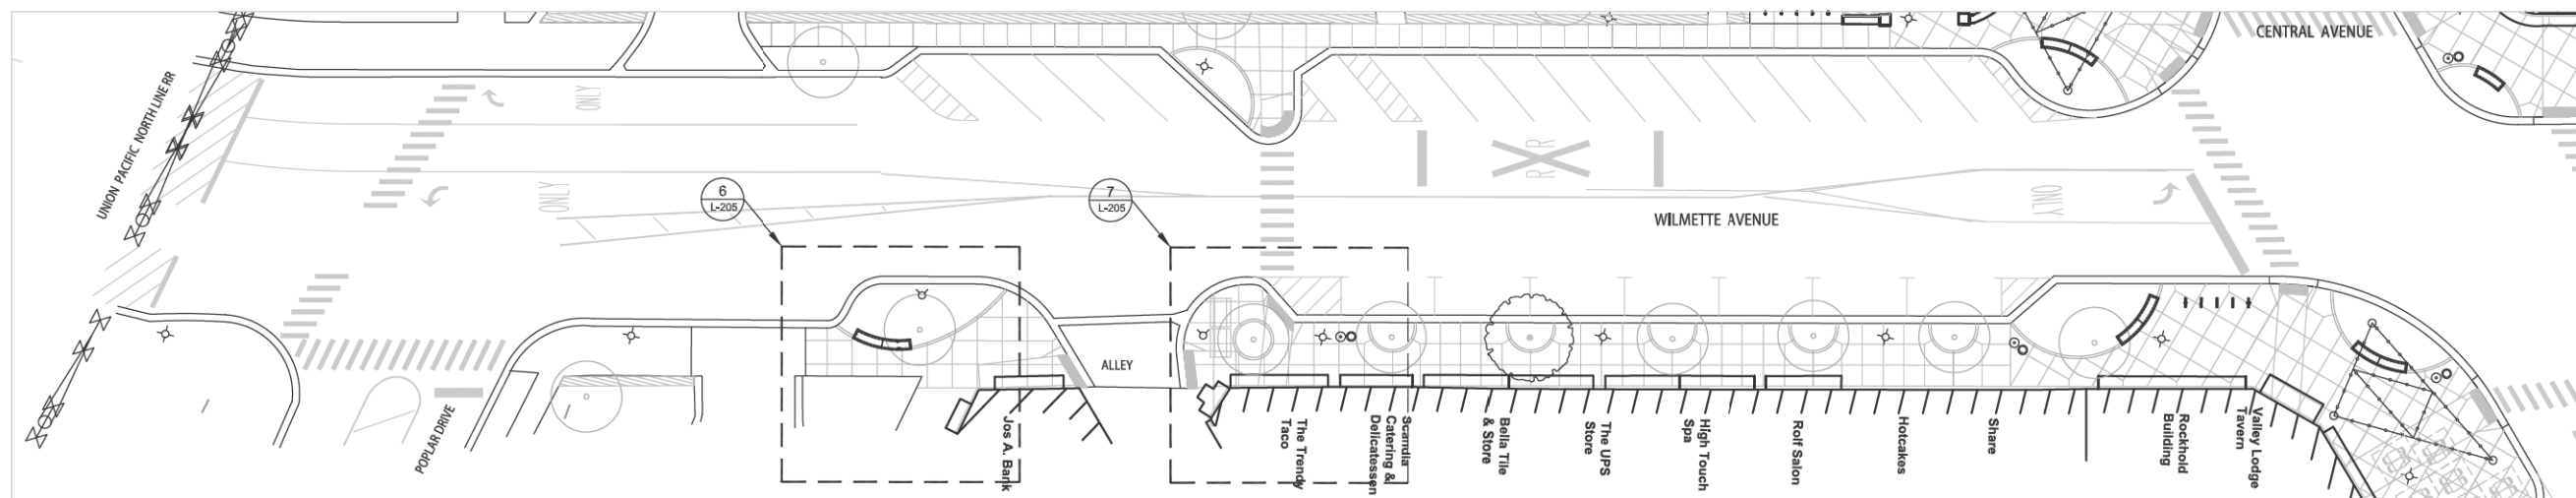 CENTRAL AVENUE
UNION PACIFIC NORTH LINE RR
ONLY
ONLY
R R
ONLY
6
L-205
7
L-205
WILMETTE AVENUE
ALLEY
POPLAR DRIVE
Jos A. Bank
The Trendy
Taco
Scandia
Catering &
Delicatessen
Bella Tile
& Store
The UPS
Store
High Touch
Spa
Rolf Salon
Hotcakes
Share
Rockhold
Building
Valley Lodge
Tavern